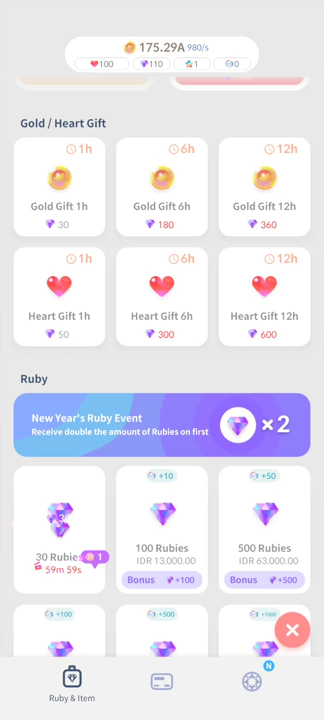 175.29A 980/s
100 110 1 0
Gold / Heart Gift
1h 6h 12h
Gold Gift 1h Gold Gift 6h Gold Gift 12h
30 180 360
1h 6h 12h
Heart Gift 1h Heart Gift 6h Heart Gift 12h
50 300 600
Ruby
New Year's Ruby Event
Receive double the amount of Rubies on first
×2
+10 +50
30 Rubies 100 Rubies 500 Rubies
1
59m 59s IDR 13,000.00 IDR 63,000.00
Bonus +100 Bonus +500
+100 +500 +1000
N
Ruby & Item